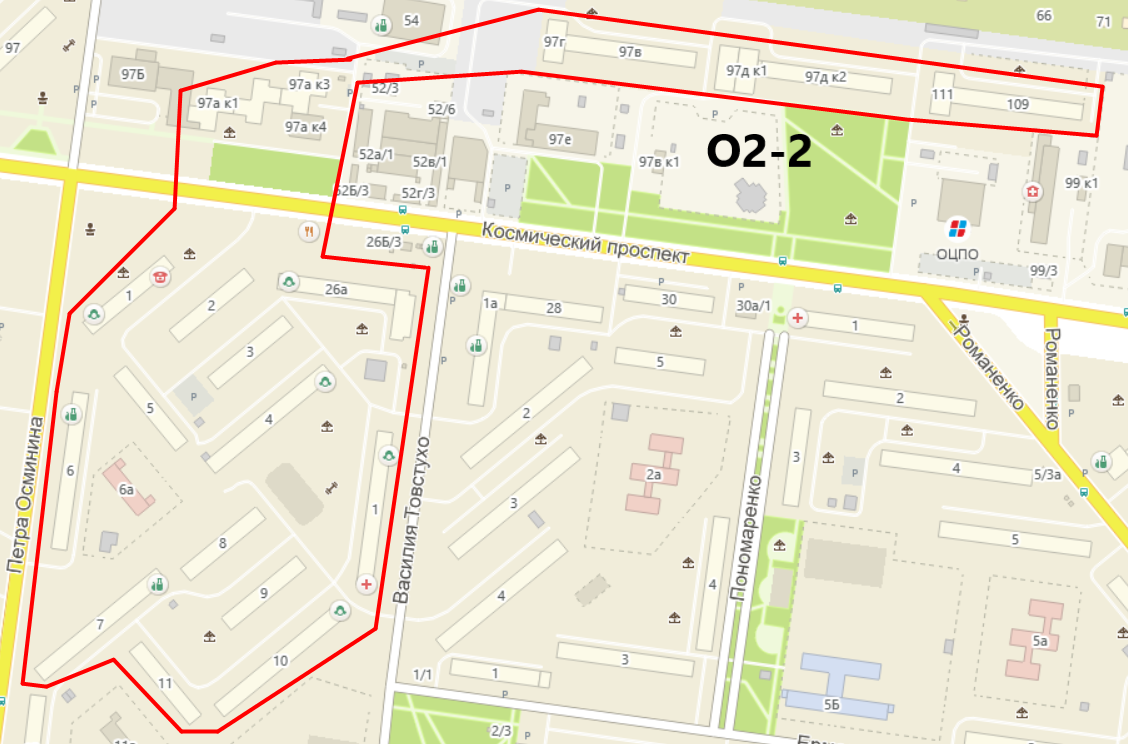 54
66
71
97
97г
97в
97Б
97д к1
97д к2
97а к3
52/3
97а к1
111
109
52/6
Р
97а к4
97е
О2-2
52а/1
52в/1
97в к1
99 к1
52Б/3
52г/3
Р
ОЦПО
26Б/3
Космический проспект
99/3
26а
1
2
1а
28
30
30а/1
1
Романенко
Романенко
3
5
5
4
2
2
6
6а
3
2а
3
4
5/3а
Петра Осминина
Василия Товстухо
Пономаренко
1
8
9
4
4
5
7
10
11
1/1
1
3
5а
5Б
2/3